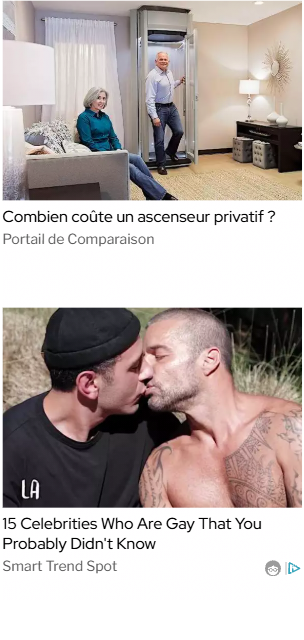 Combien coûte un ascenseur privatif ?
Portail de Comparaison
LA
15 Celebrities Who Are Gay That You
Probably Didn't Know
Smart Trend Spot